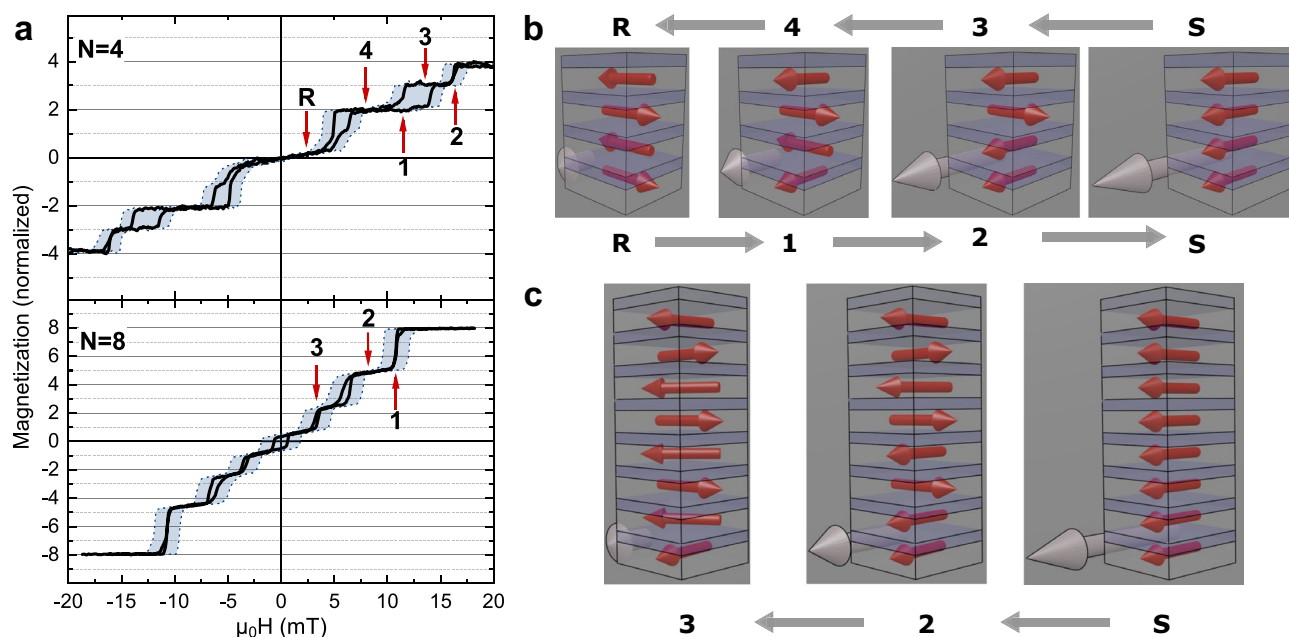 a
N=4
3
4
R
1
2
4
2
0
-2
-4
N=8
2
3
1
8
6
4
2
0
-2
-4
-6
-8
Magnetization (normalized)
-20 -15 -10 -5 0 5 10 15 20
μ₀H (mT)
b
R 4 3 S
R 1 2 S
c
3 2 S